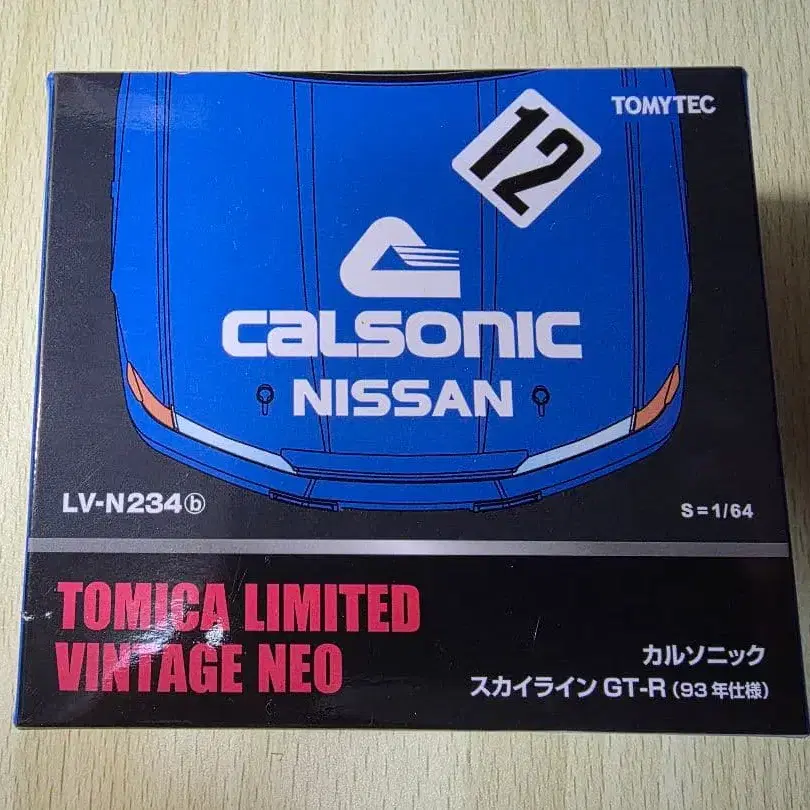 TOMYTEC
12
CALSONIC
NISSAN
LV-N234ⓑ
S=1/64
TOMICA LIMITED
VINTAGE NEO
カルソニック
スカイライン GT-R (93年仕様)